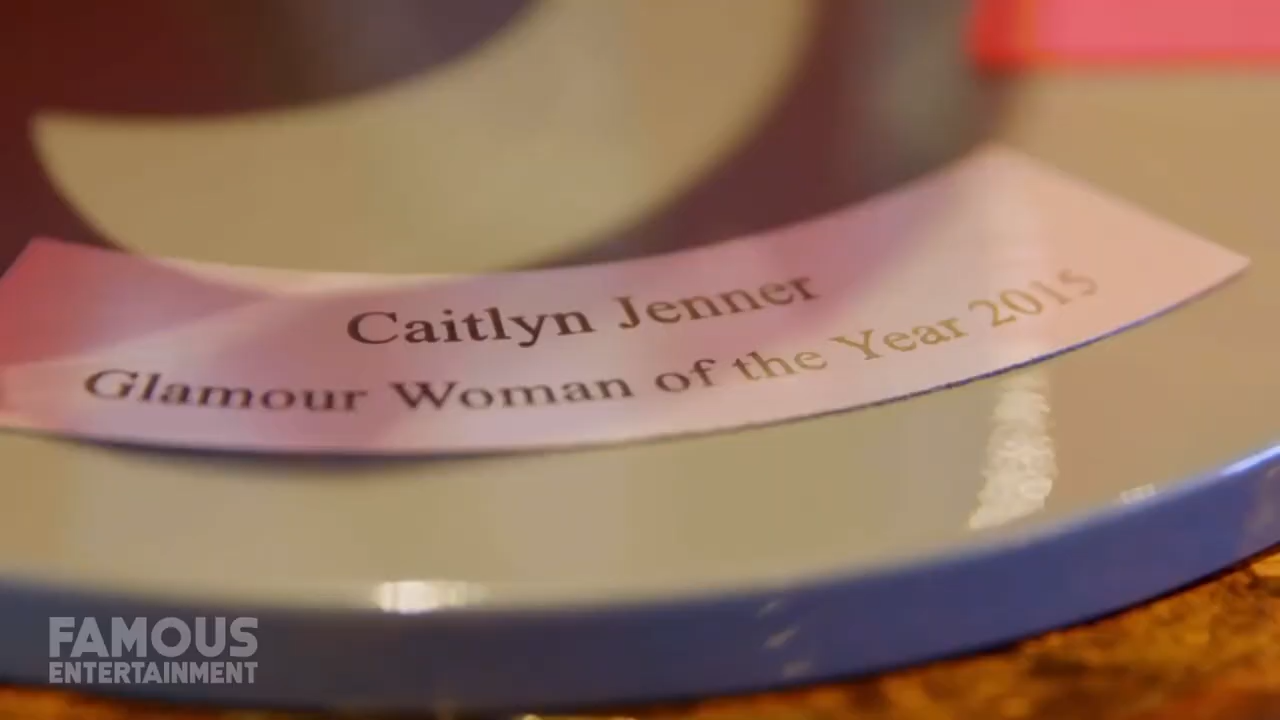 Caitlyn Jenner
Glamour Woman of the Year 2015
FAMOUS
ENTERTAINMENT